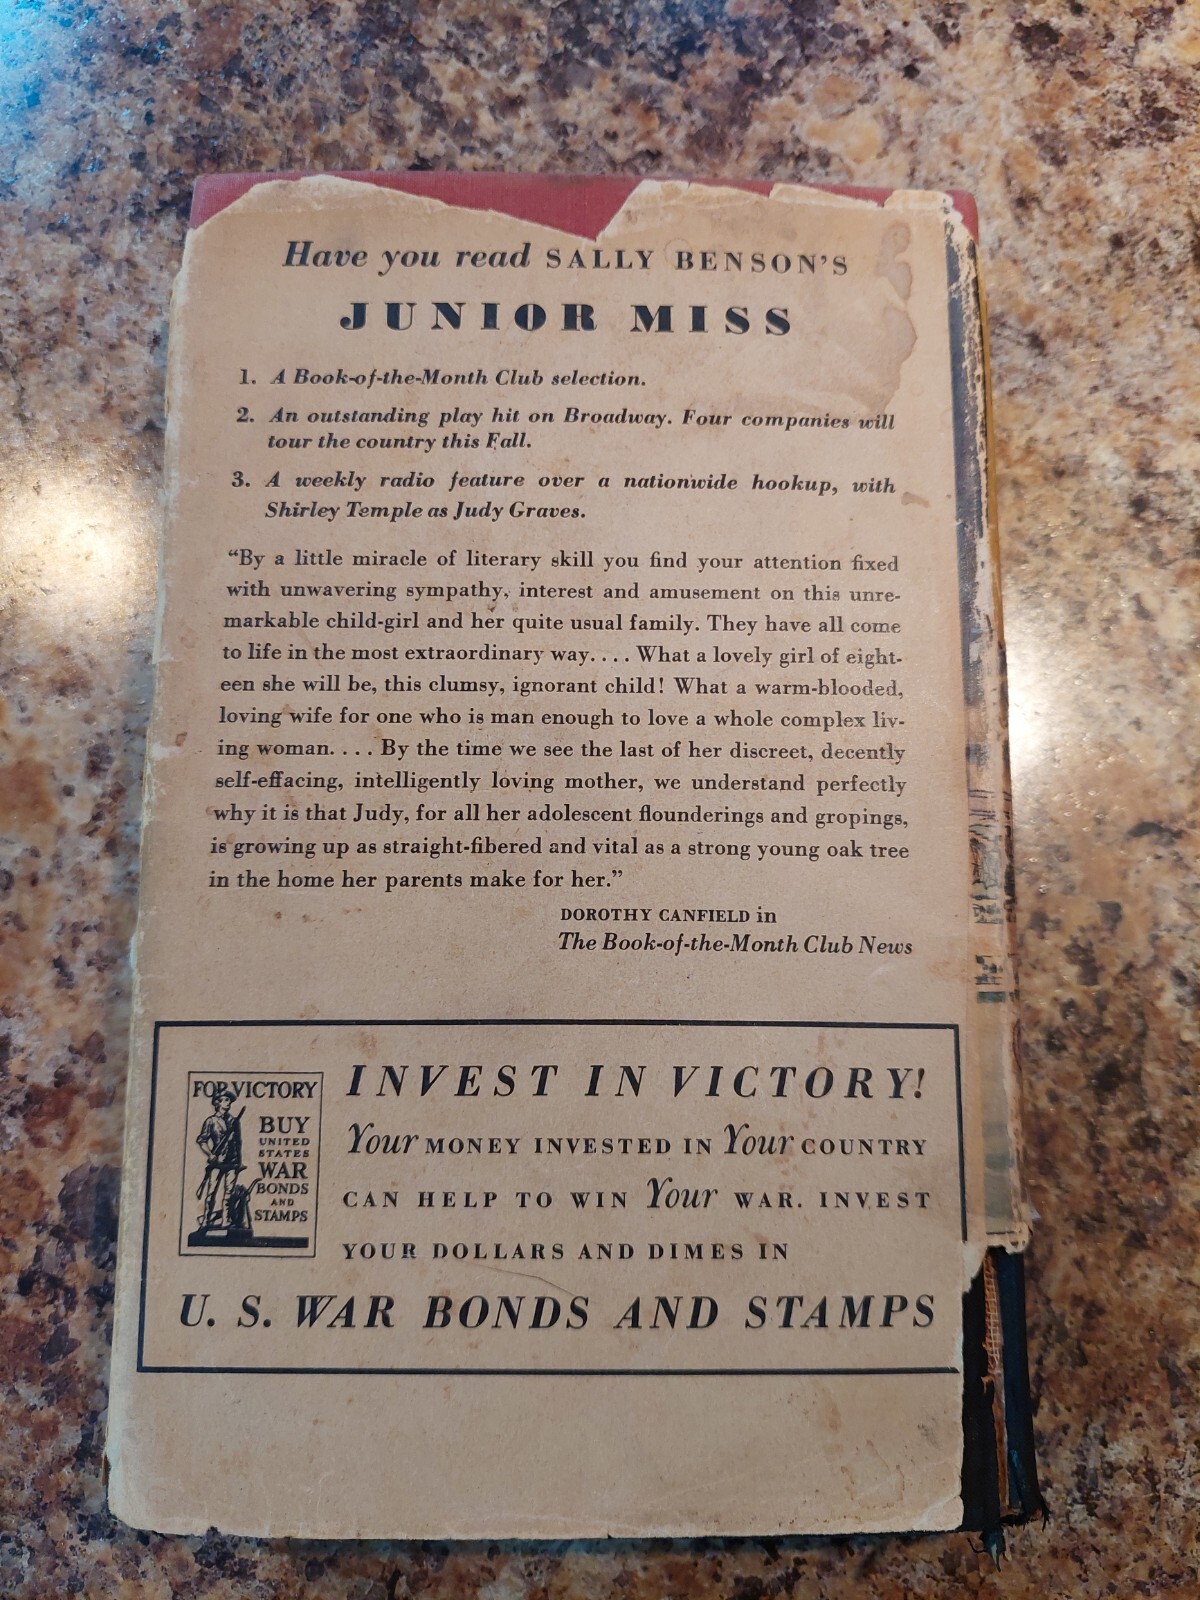 Have you read SALLY BENSON'S
JUNIOR MISS
1. A Book-of-the-Month Club selection.
2. An outstanding play hit on Broadway. Four companies will
tour the country this Fall.
3. A weekly radio feature over a nationwide hookup, with
Shirley Temple as Judy Graves.
“By a little miracle of literary skill you find your attention fixed
with unwavering sympathy, interest and amusement on this unre-
markable child-girl and her quite usual family. They have all come
to life in the most extraordinary way.... What a lovely girl of eight-
een she will be, this clumsy, ignorant child! What a warm-blooded,
loving wife for one who is man enough to love a whole complex liv-
ing woman.... By the time we see the last of her discreet, decently
self-effacing, intelligently loving mother, we understand perfectly
why it is that Judy, for all her adolescent flounderings and gropings,
is growing up as straight-fibered and vital as a strong young oak tree
in the home her parents make for her.”
DOROTHY CANFIELD in
The Book-of-the-Month Club News
FOR VICTORY
BUY
UNITED
STATES
WAR
BONDS
AND
STAMPS
INVEST IN VICTORY!
Your MONEY INVESTED IN Your COUNTRY
CAN HELP TO WIN Your WAR. INVEST
YOUR DOLLARS AND DIMES IN
U. S. WAR BONDS AND STAMPS